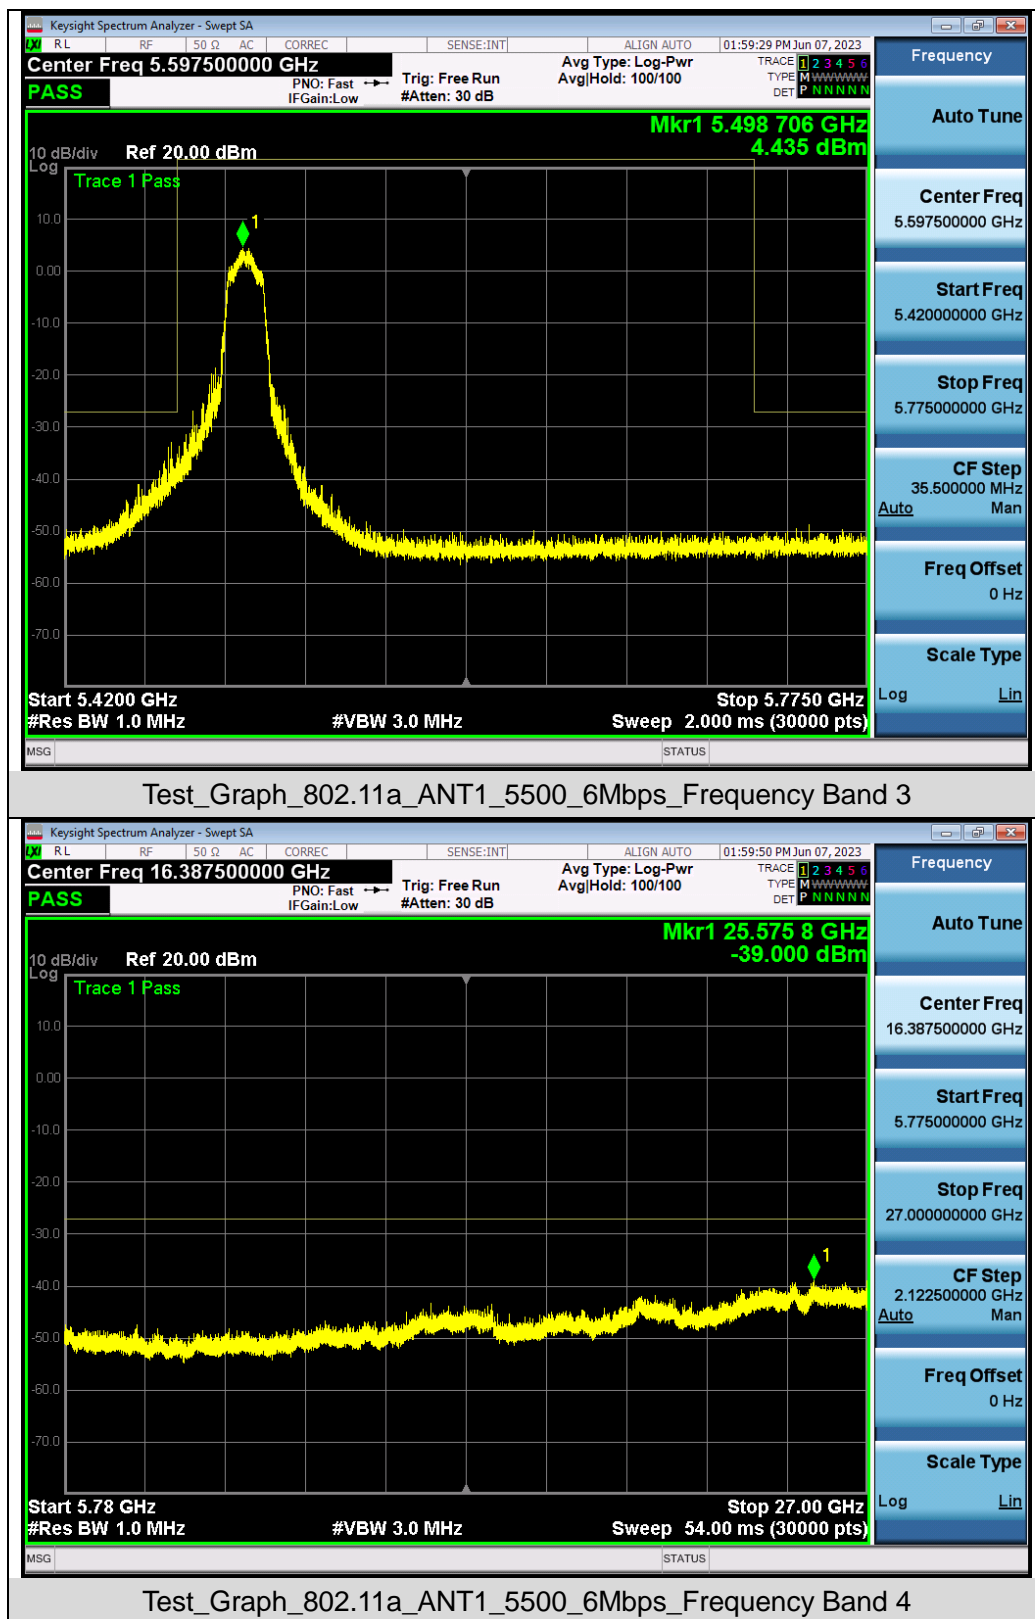 Keysight Spectrum Analyzer - Swept SA
LXI RL RF 50 Ω AC CORREC SENSE:INT ALIGN AUTO 01:59:29 PM Jun 07, 2023
Center Freq 5.597500000 GHz
PASS
PNO: Fast
IFGain:Low
Trig: Free Run
#Atten: 30 dB
Avg Type: Log-Pwr
Avg|Hold: 100/100
TRACE 1 2 3 4 5 6
TYPE M WWWWW
DET P N N N N N
Mkr1 5.498 706 GHz
4.435 dBm
10 dB/div Ref 20.00 dBm
Log
Trace 1 Pass
1
10.0
0.00
-10.0
-20.0
-30.0
-40.0
-50.0
-60.0
-70.0
Start 5.4200 GHz Stop 5.7750 GHz
#Res BW 1.0 MHz #VBW 3.0 MHz Sweep 2.000 ms (30000 pts)
MSG STATUS
Frequency
Auto Tune
Center Freq
5.597500000 GHz
Start Freq
5.420000000 GHz
Stop Freq
5.775000000 GHz
CF Step
35.500000 MHz
Auto Man
Freq Offset
0 Hz
Scale Type
Log Lin
Test_Graph_802.11a_ANT1_5500_6Mbps_Frequency Band 3
Keysight Spectrum Analyzer - Swept SA
LXI RL RF 50 Ω AC CORREC SENSE:INT ALIGN AUTO 01:59:50 PM Jun 07, 2023
Center Freq 16.387500000 GHz
PASS
PNO: Fast
IFGain:Low
Trig: Free Run
#Atten: 30 dB
Avg Type: Log-Pwr
Avg|Hold: 100/100
TRACE 1 2 3 4 5 6
TYPE M WWWWW
DET P N N N N N
Mkr1 25.575 8 GHz
-39.000 dBm
10 dB/div Ref 20.00 dBm
Log
Trace 1 Pass
1
10.0
0.00
-10.0
-20.0
-30.0
-40.0
-50.0
-60.0
-70.0
Start 5.78 GHz Stop 27.00 GHz
#Res BW 1.0 MHz #VBW 3.0 MHz Sweep 54.00 ms (30000 pts)
MSG STATUS
Frequency
Auto Tune
Center Freq
16.387500000 GHz
Start Freq
5.775000000 GHz
Stop Freq
27.000000000 GHz
CF Step
2.122500000 GHz
Auto Man
Freq Offset
0 Hz
Scale Type
Log Lin
Test_Graph_802.11a_ANT1_5500_6Mbps_Frequency Band 4